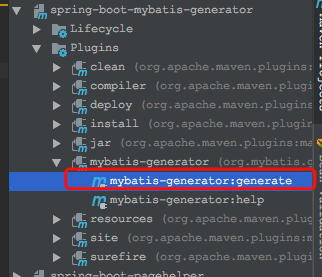 spring-boot-mybatis-generator
Lifecycle
Plugins
clean (org.apache.maven.plugins:
compiler (org.apache.maven.plugins
deploy (org.apache.maven.plugins
install (org.apache.maven.plugins
jar (org.apache.maven.plugins:ma
mybatis-generator (org.mybatis.
mybatis-generator:generate
mybatis-generator:help
resources (org.apache.maven.plug
site (org.apache.maven.plugins:m
surefire (org.apache.maven.plugi
spring-boot-pagehelper